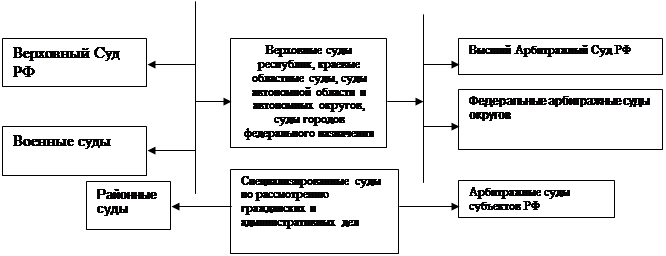 Верховный Суд
РФ
Военные суды
Районные
суды
Верховные суды
республик, краевые
областные суды, суды
автономной области и
автономных округов,
суды городов
федерального назначения
Специализированные суды
по рассмотрению
гражданских и
административных дел
Высший Арбитражный Суд РФ
Федеральные арбитражные суды
округов
Арбитражные суды
субъектов РФ